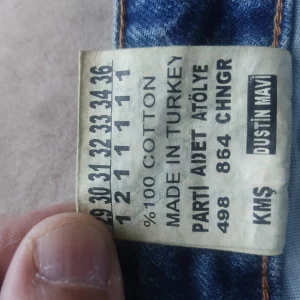 29 30 31 32 33 34 36
1 2 1 1 1 1 1
%100 COTTON
MADE IN TURKEY
PARTİ ADET ATÖLYE
498 864 CHNGR
KMŞ DUSTİN MAVİ